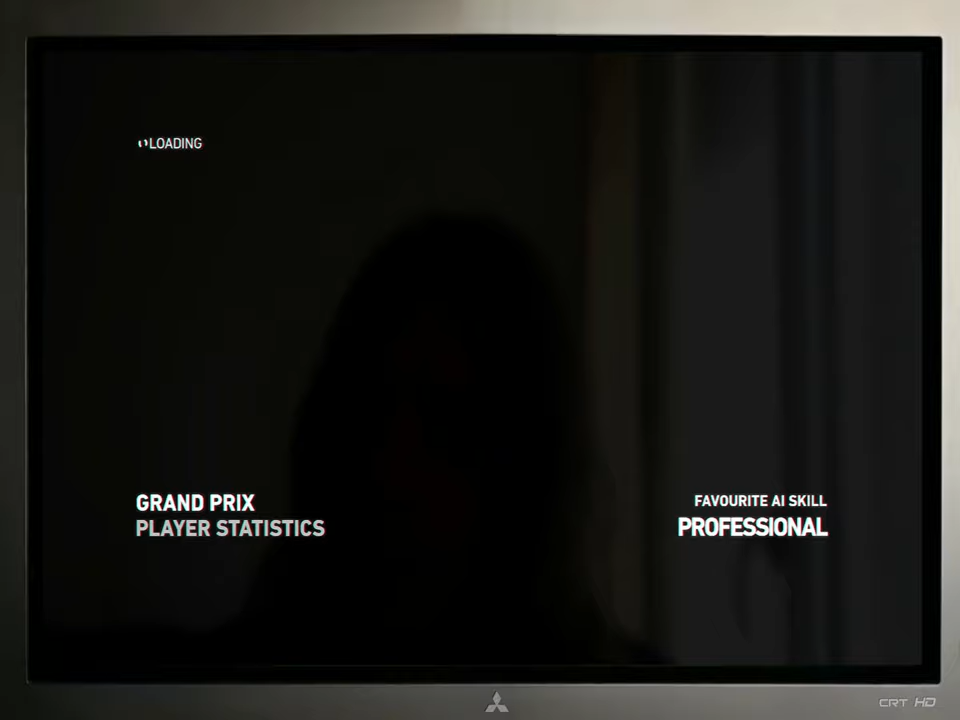 LOADING
GRAND PRIX
PLAYER STATISTICS
FAVOURITE AI SKILL
PROFESSIONAL
CRT HD